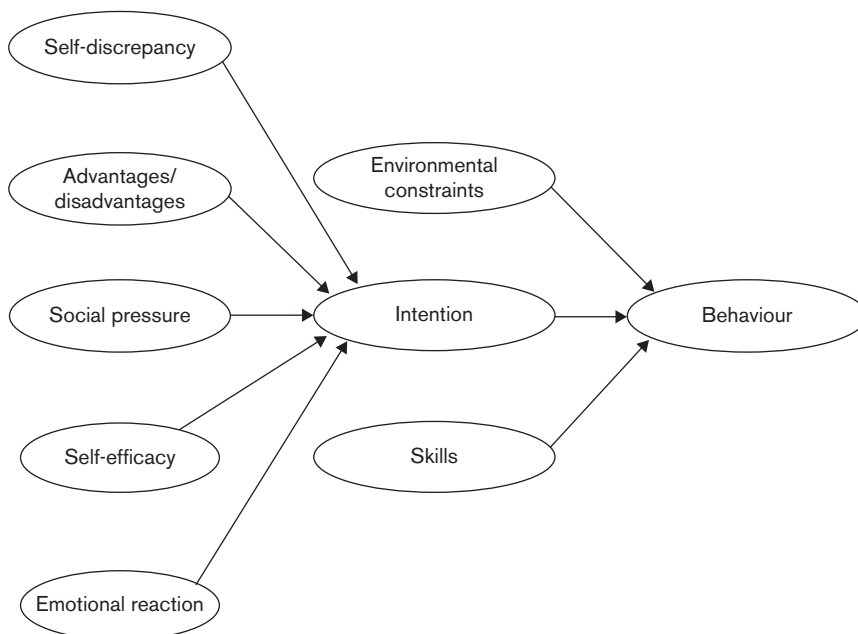 Self-discrepancy
Advantages/
disadvantages
Environmental
constraints
Social pressure
Intention
Behaviour
Self-efficacy
Skills
Emotional reaction